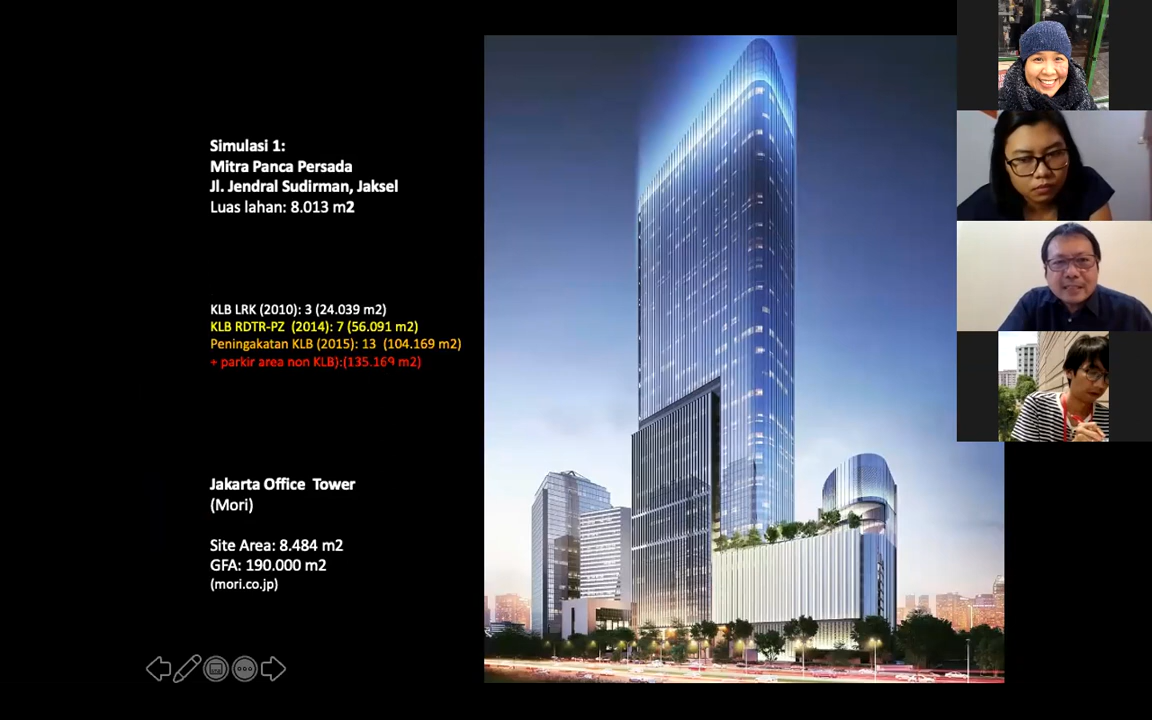 Simulasi 1:
Mitra Panca Persada
Jl. Jendral Sudirman, Jaksel
Luas lahan: 8.013 m2
KLB LRK (2010): 3 (24.039 m2)
KLB RDTR-PZ (2014): 7 (56.091 m2)
Peningakatan KLB (2015): 13 (104.169 m2)
+ parkir area non KLB):(135.169 m2)
Jakarta Office Tower
(Mori)
Site Area: 8.484 m2
GFA: 190.000 m2
(mori.co.jp)